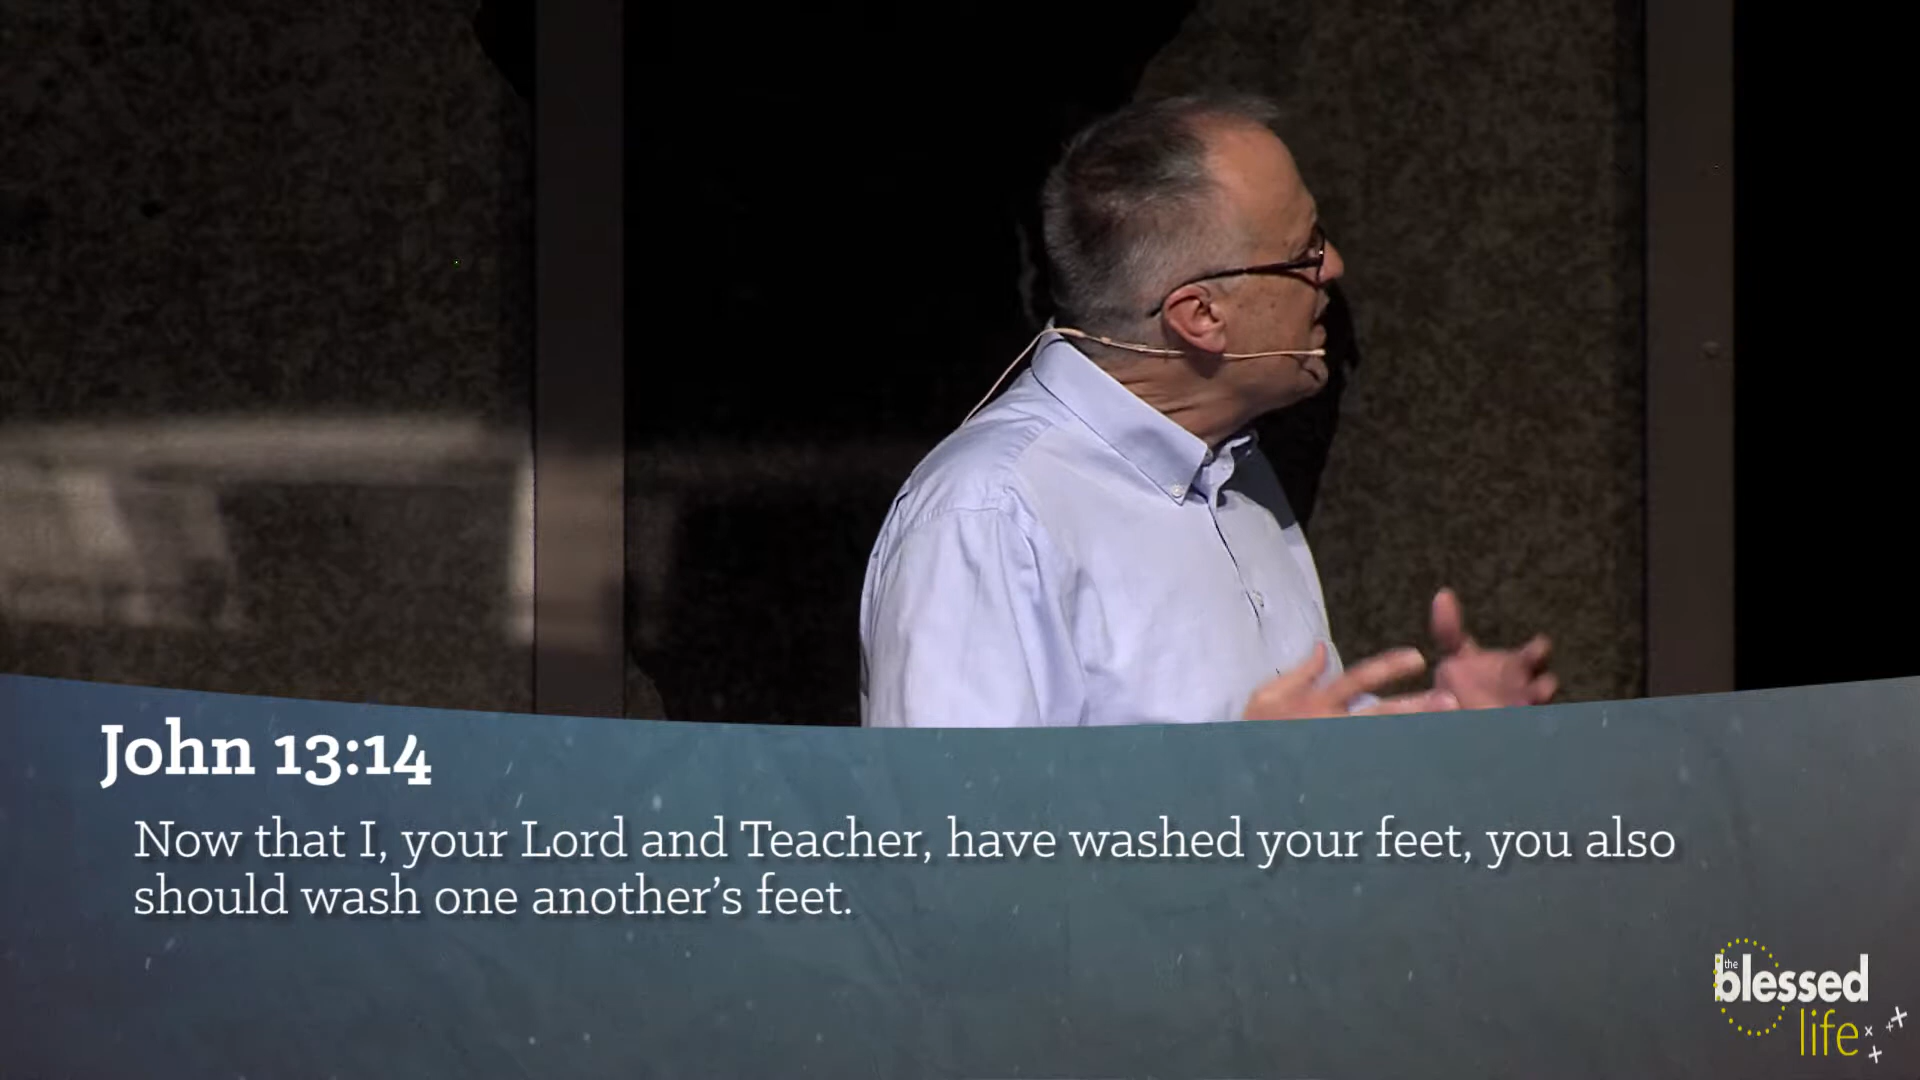 John 13:14
Now that I, your Lord and Teacher, have washed your feet, you also
should wash one another's feet.
the
blessed
life